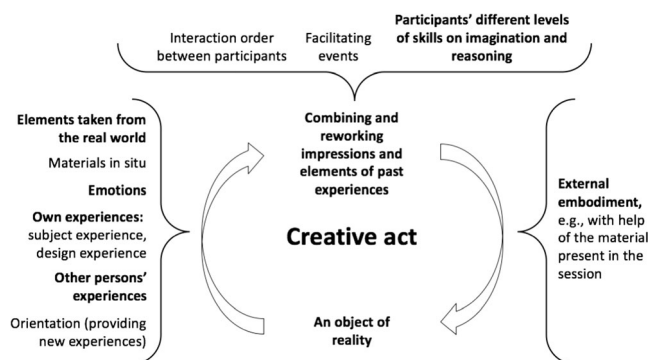 Interaction order
between participants
Facilitating
events
Participants' different levels
of skills on imagination and
reasoning
Elements taken from
the real world
Materials in situ
Emotions
Own experiences:
subject experience,
design experience
Other persons'
experiences
Orientation (providing
new experiences)
Combining and
reworking
impressions and
elements of past
experiences
Creative act
An object of
reality
External
embodiment,
e.g., with help
of the material
present in the
session